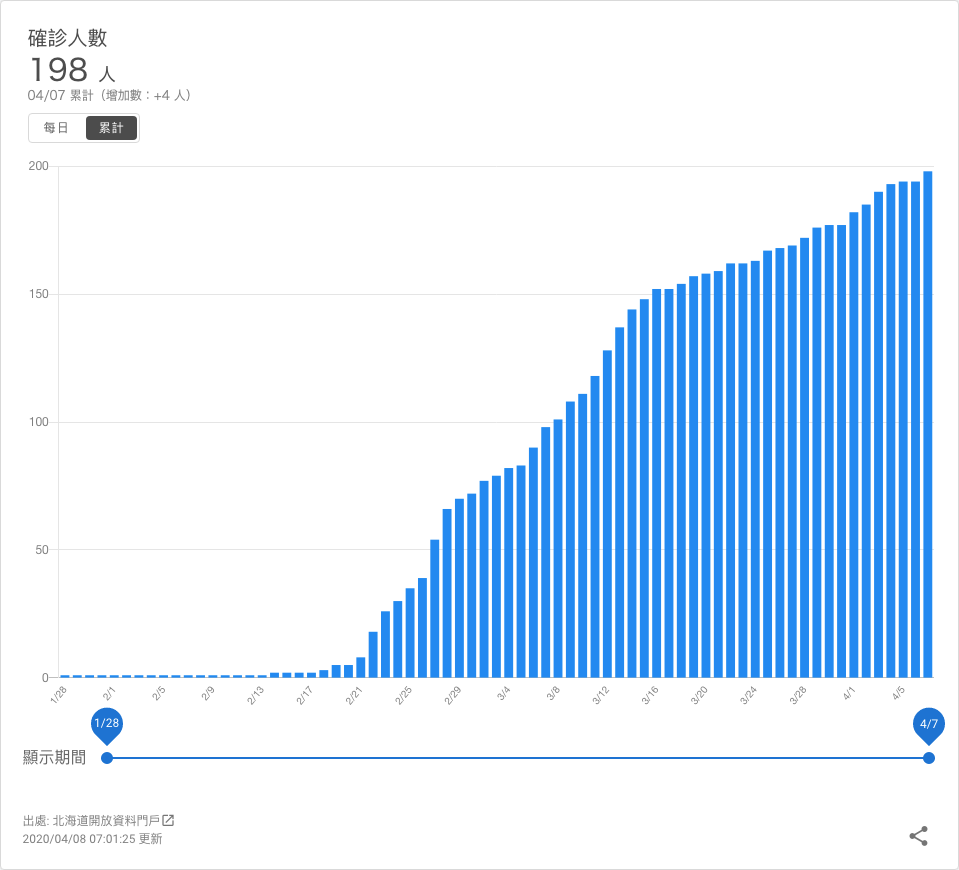 確診人數
198 人
04/07 累計（增加數：+4 人）
每日 累計
200
150
100
50
0
1/28 2/1 2/5 2/9 2/13 2/17 2/21 2/25 2/29 3/4 3/8 3/12 3/16 3/20 3/24 3/28 4/1 4/5
1/28 4/7
顯示期間
出處: 北海道開放資料門戶
2020/04/08 07:01:25 更新